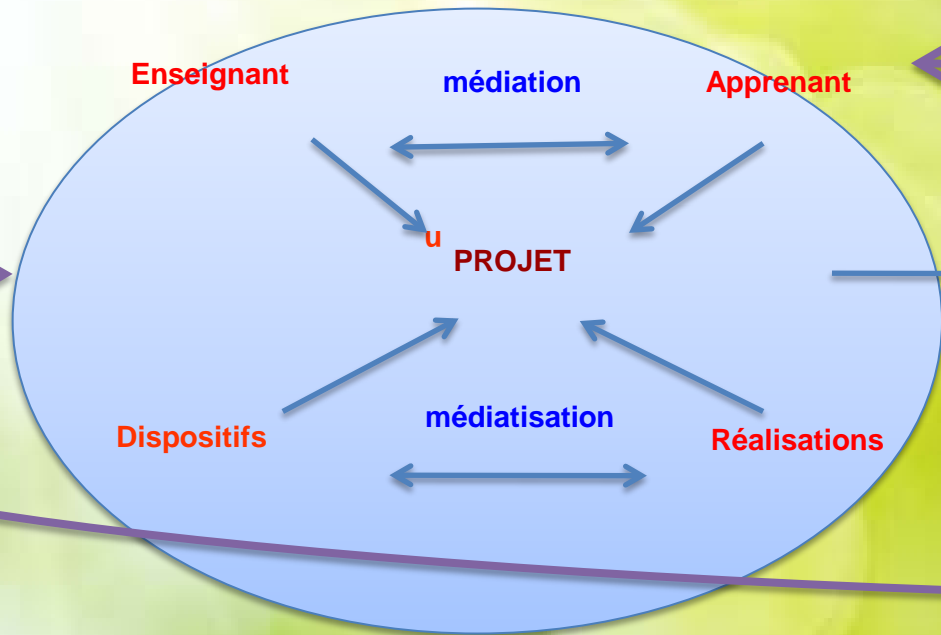 Enseignant
médiation
Apprenant
u
PROJET
médiatisation
Dispositifs
Réalisations